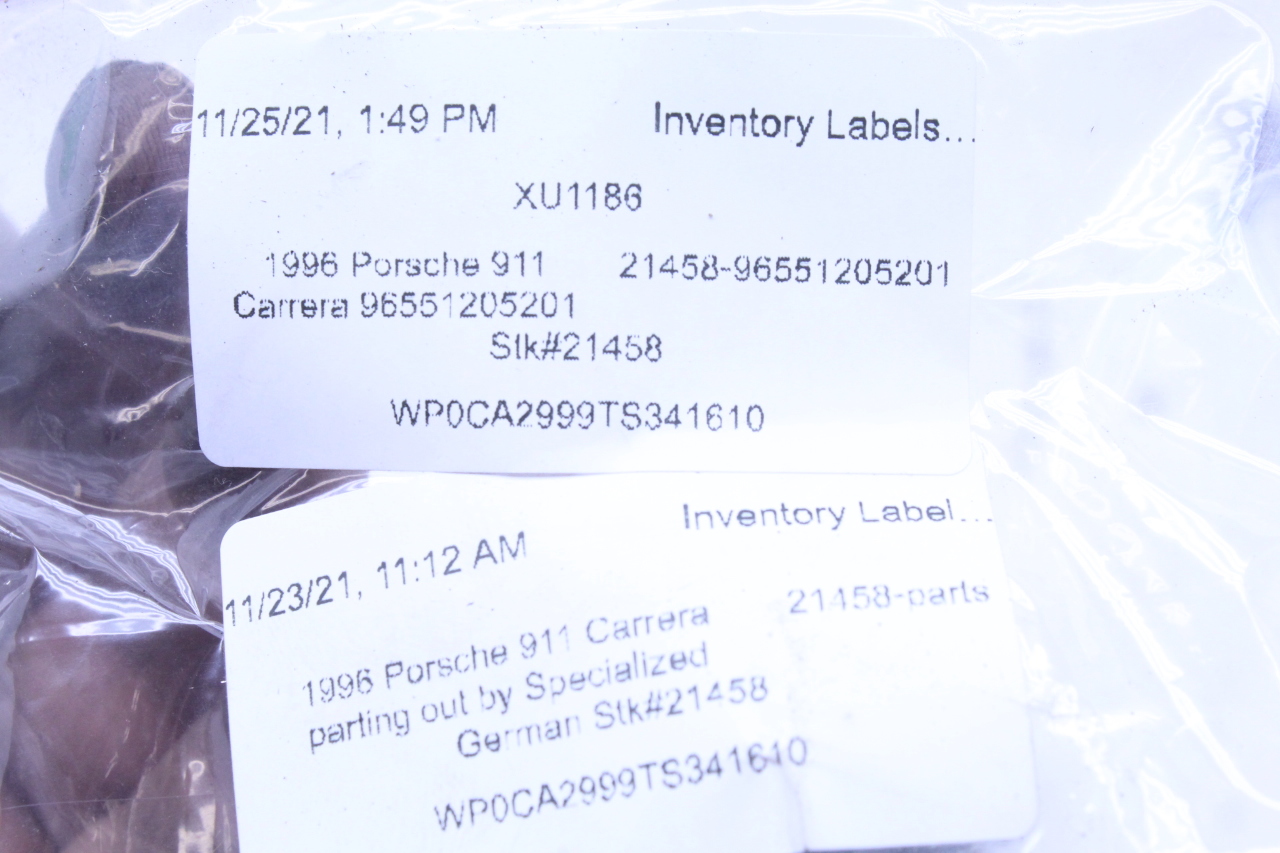 11/25/21, 1:49 PM Inventory Labels...
XU1186
1996 Porsche 911 21458-96551205201
Carrera 96551205201
Stk#21458
WP0CA2999TS341610
11/23/21, 11:12 AM Inventory Label...
1996 Porsche 911 Carrera 21458-parts
parting out by Specialized
German Stk#21458
WP0CA2999TS341610